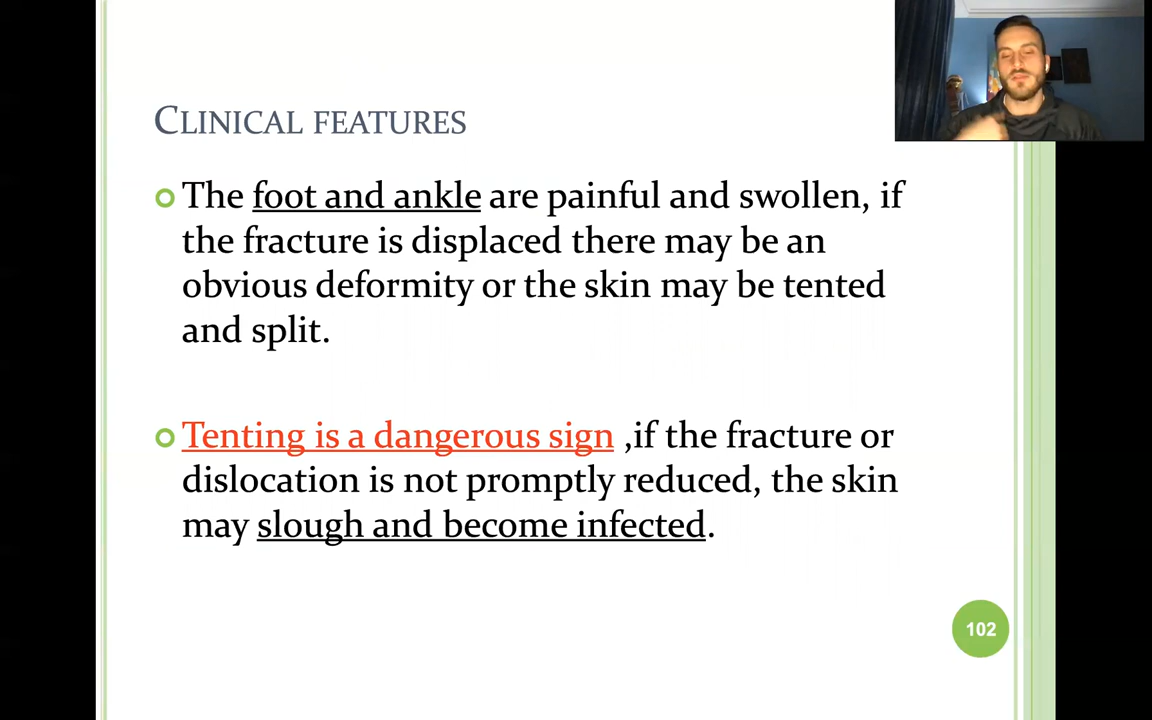 CLINICAL FEATURES
The foot and ankle are painful and swollen, if
the fracture is displaced there may be an
obvious deformity or the skin may be tented
and split.
Tenting is a dangerous sign ,if the fracture or
dislocation is not promptly reduced, the skin
may slough and become infected.
102